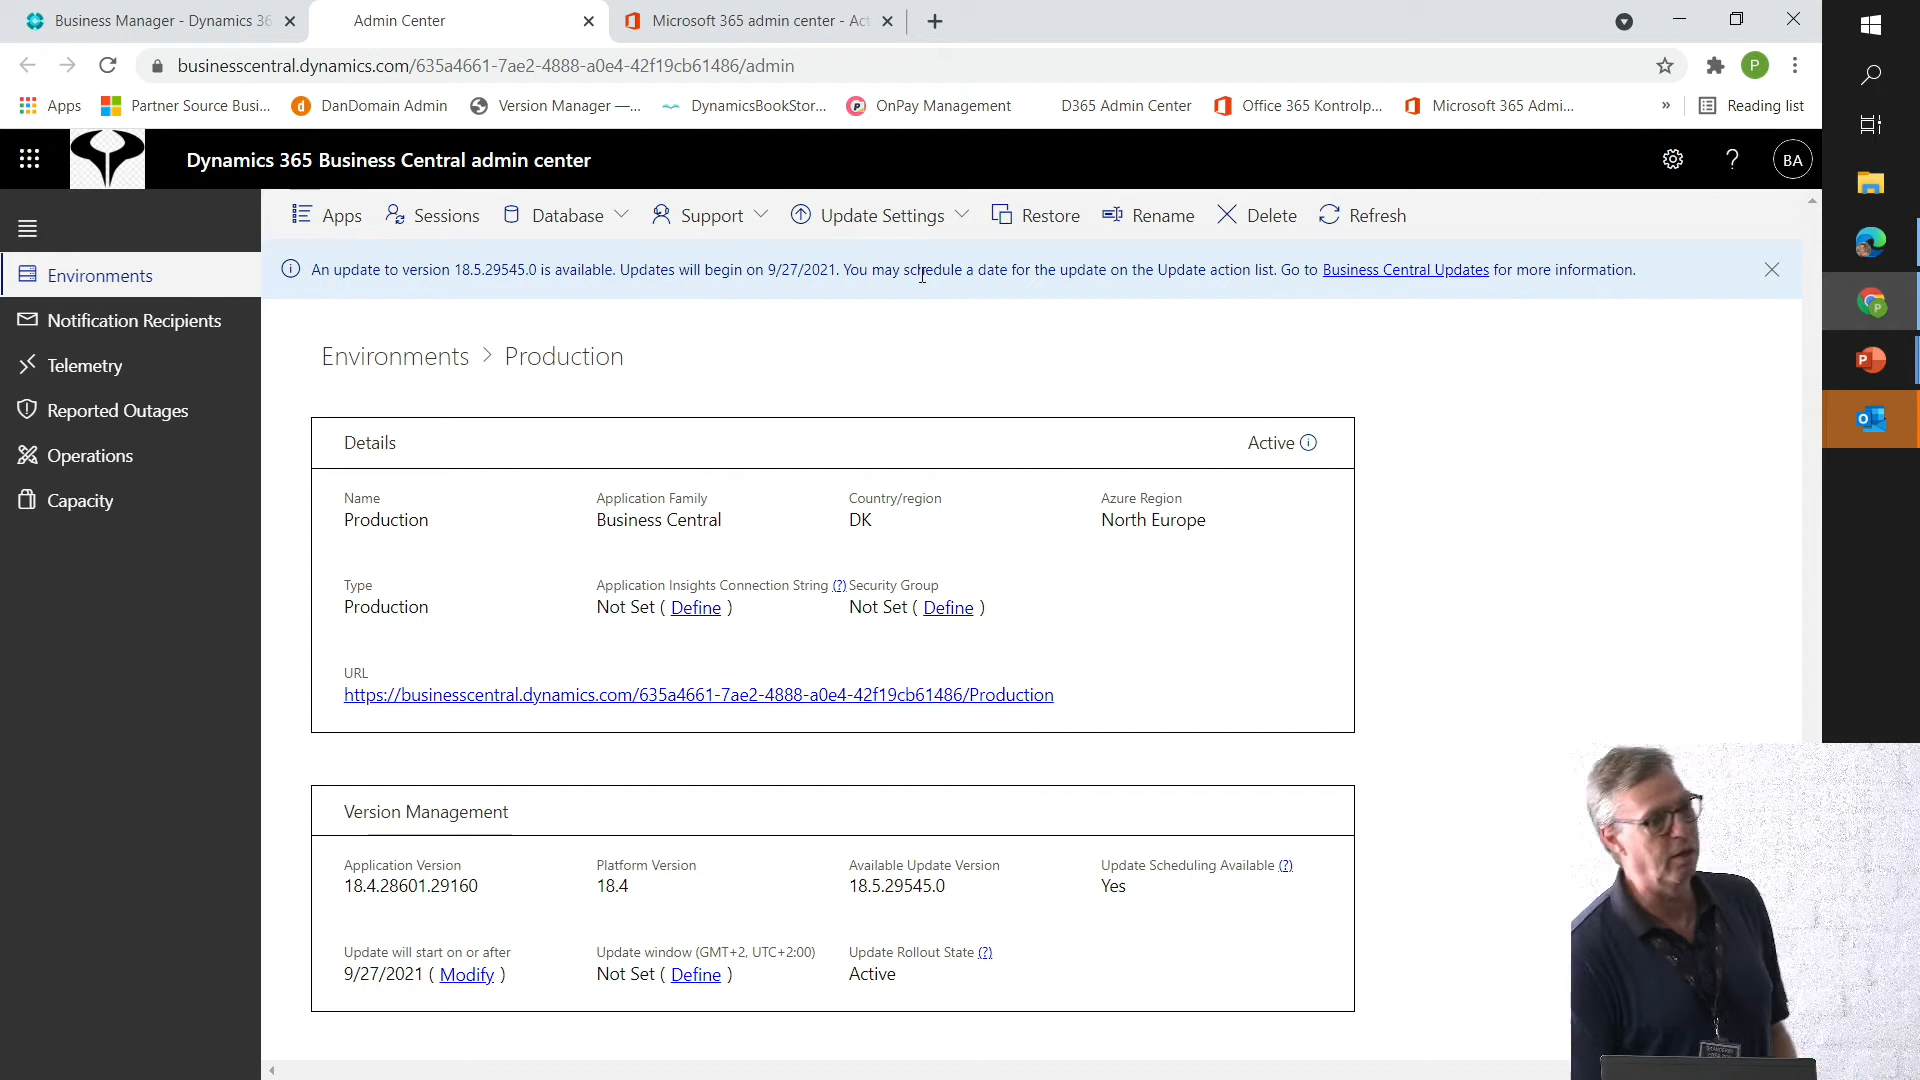 Business Manager - Dynamics 36
Admin Center
Microsoft 365 admin center - Act
businesscentral.dynamics.com/635a4661-7ae2-4888-a0e4-42f19cb61486/admin
P
Apps
Partner Source Busi...
DanDomain Admin
Version Manager —...
DynamicsBookStor...
OnPay Management
D365 Admin Center
Office 365 Kontrolp...
Microsoft 365 Admi...
»
Reading list
Dynamics 365 Business Central admin center
?
BA
Apps
Sessions
Database
Support
Update Settings
Restore
Rename
Delete
Refresh
Environments
Notification Recipients
Telemetry
Reported Outages
Operations
Capacity
An update to version 18.5.29545.0 is available. Updates will begin on 9/27/2021. You may schedule a date for the update on the Update action list. Go to Business Central Updates for more information.
Environments > Production
Details
Active
Name
Production
Application Family
Business Central
Country/region
DK
Azure Region
North Europe
Type
Production
Application Insights Connection String (?)
Not Set ( Define )
Security Group
Not Set ( Define )
URL
https://businesscentral.dynamics.com/635a4661-7ae2-4888-a0e4-42f19cb61486/Production
Version Management
Application Version
18.4.28601.29160
Platform Version
18.4
Available Update Version
18.5.29545.0
Update Scheduling Available (?)
Yes
Update will start on or after
9/27/2021 ( Modify )
Update window (GMT+2, UTC+2:00)
Not Set ( Define )
Update Rollout State (?)
Active